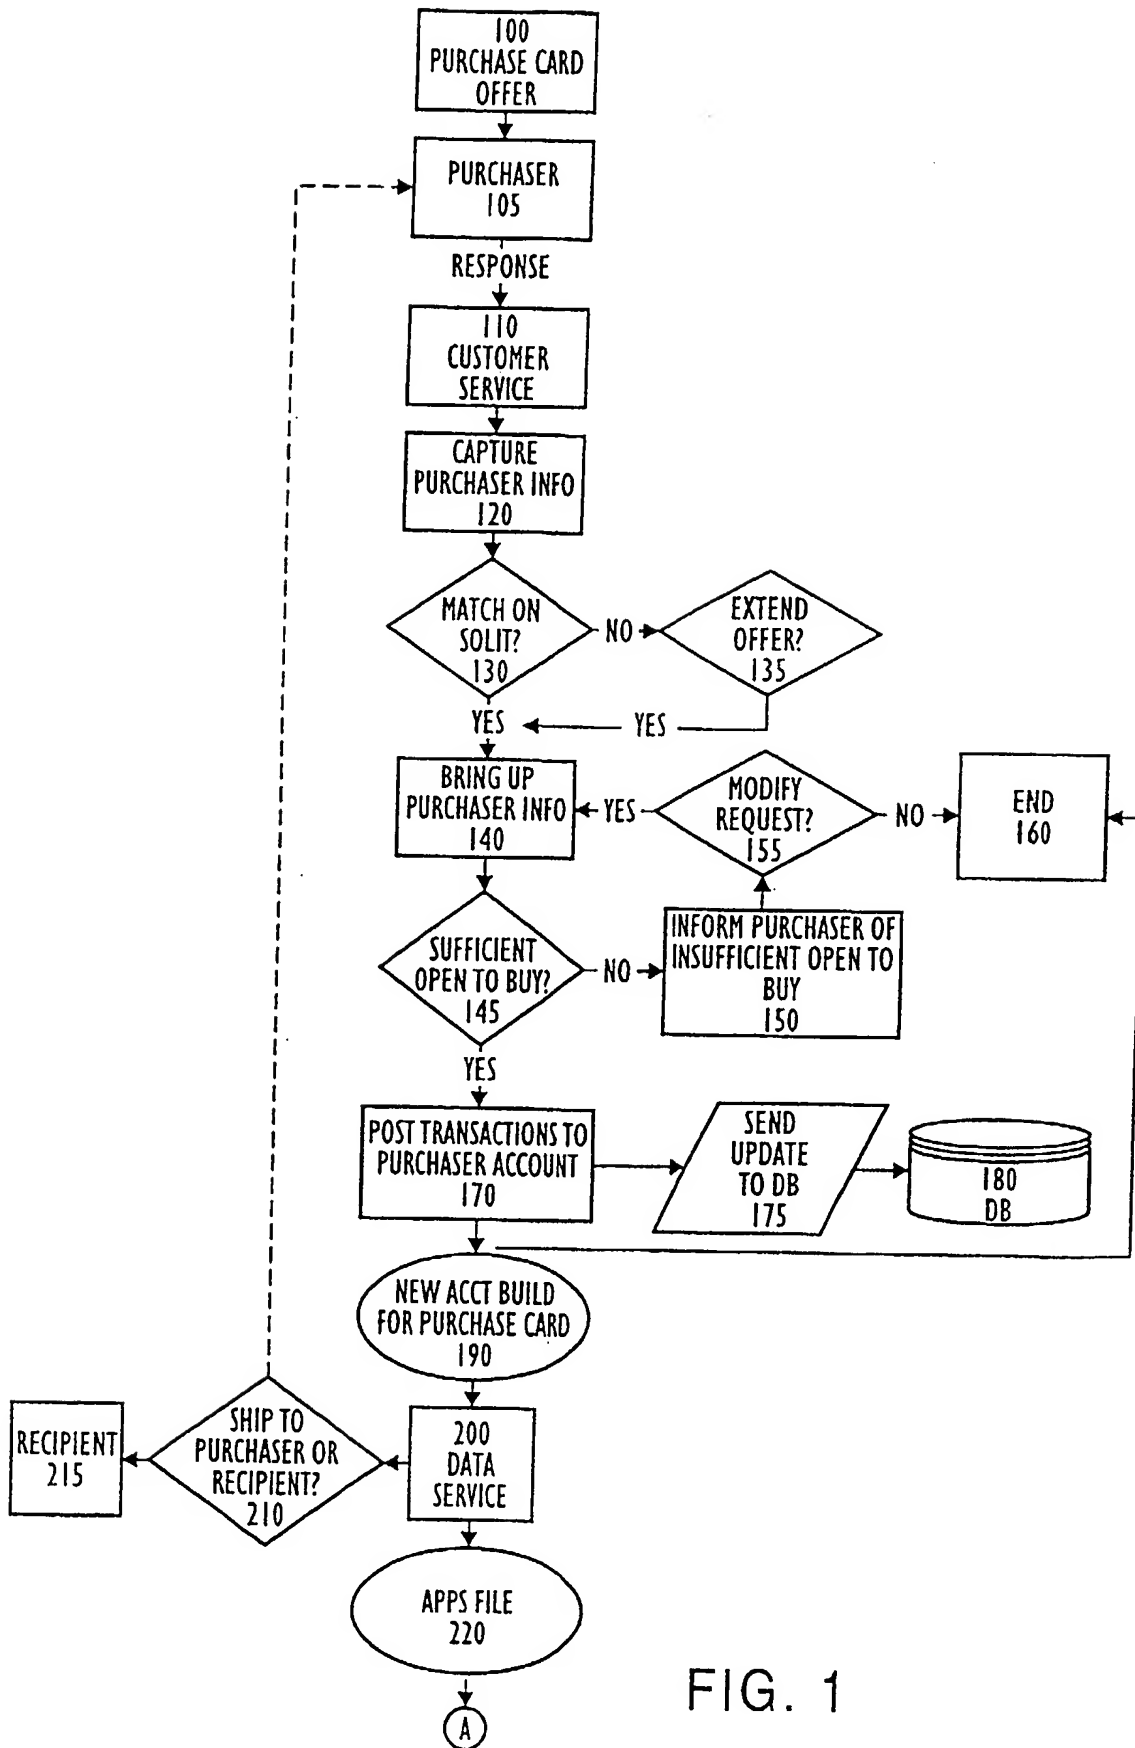 100
PURCHASE CARD
OFFER
PURCHASER
105
RESPONSE
110
CUSTOMER
SERVICE
CAPTURE
PURCHASER INFO
120
MATCH ON
SOLIT?
130
NO
EXTEND
OFFER?
135
YES
YES
BRING UP
PURCHASER INFO
140
YES
MODIFY
REQUEST?
155
NO
END
160
SUFFICIENT
OPEN TO BUY?
145
NO
INFORM PURCHASER OF
INSUFFICIENT OPEN TO
BUY
150
YES
POST TRANSACTIONS TO
PURCHASER ACCOUNT
170
SEND
UPDATE
TO DB
175
180
DB
NEW ACCT BUILD
FOR PURCHASE CARD
190
RECIPIENT
215
SHIP TO
PURCHASER OR
RECIPIENT?
210
200
DATA
SERVICE
APPS FILE
220
A
FIG. 1